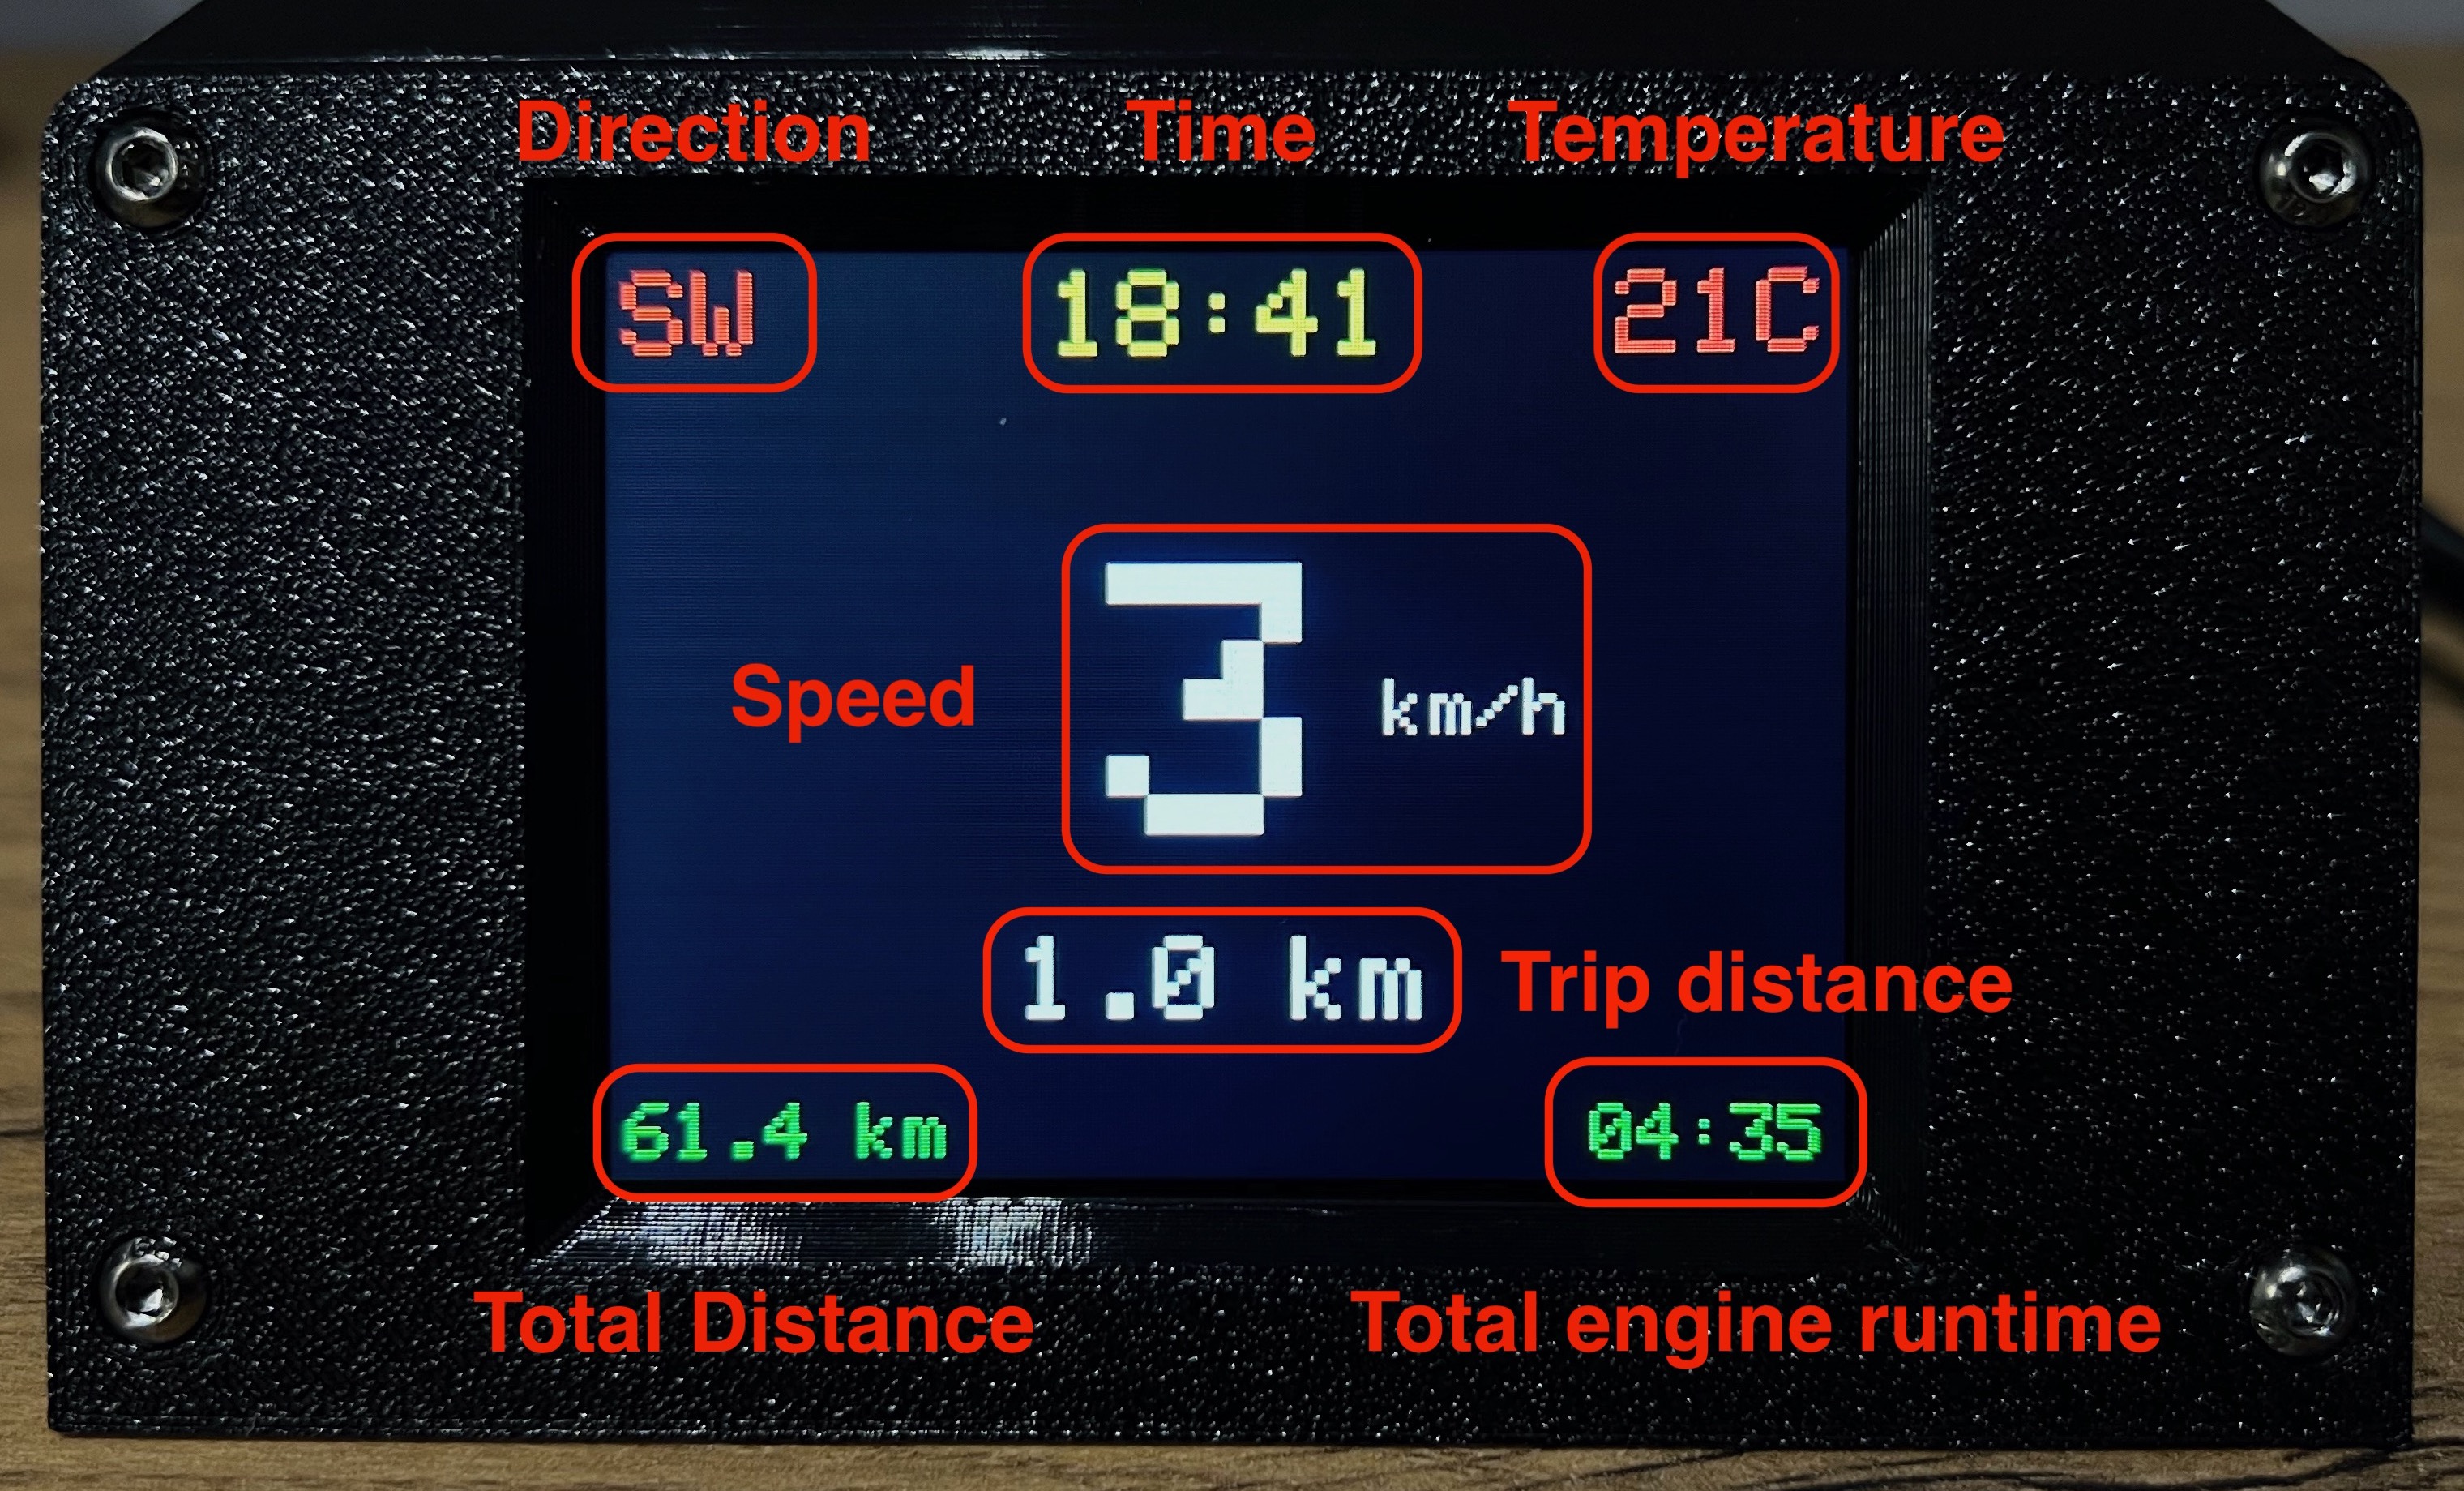 Direction Time Temperature
SW 18:41 21C
Speed 3 km/h
1.0 km Trip distance
61.4 km 04:35
Total Distance Total engine runtime